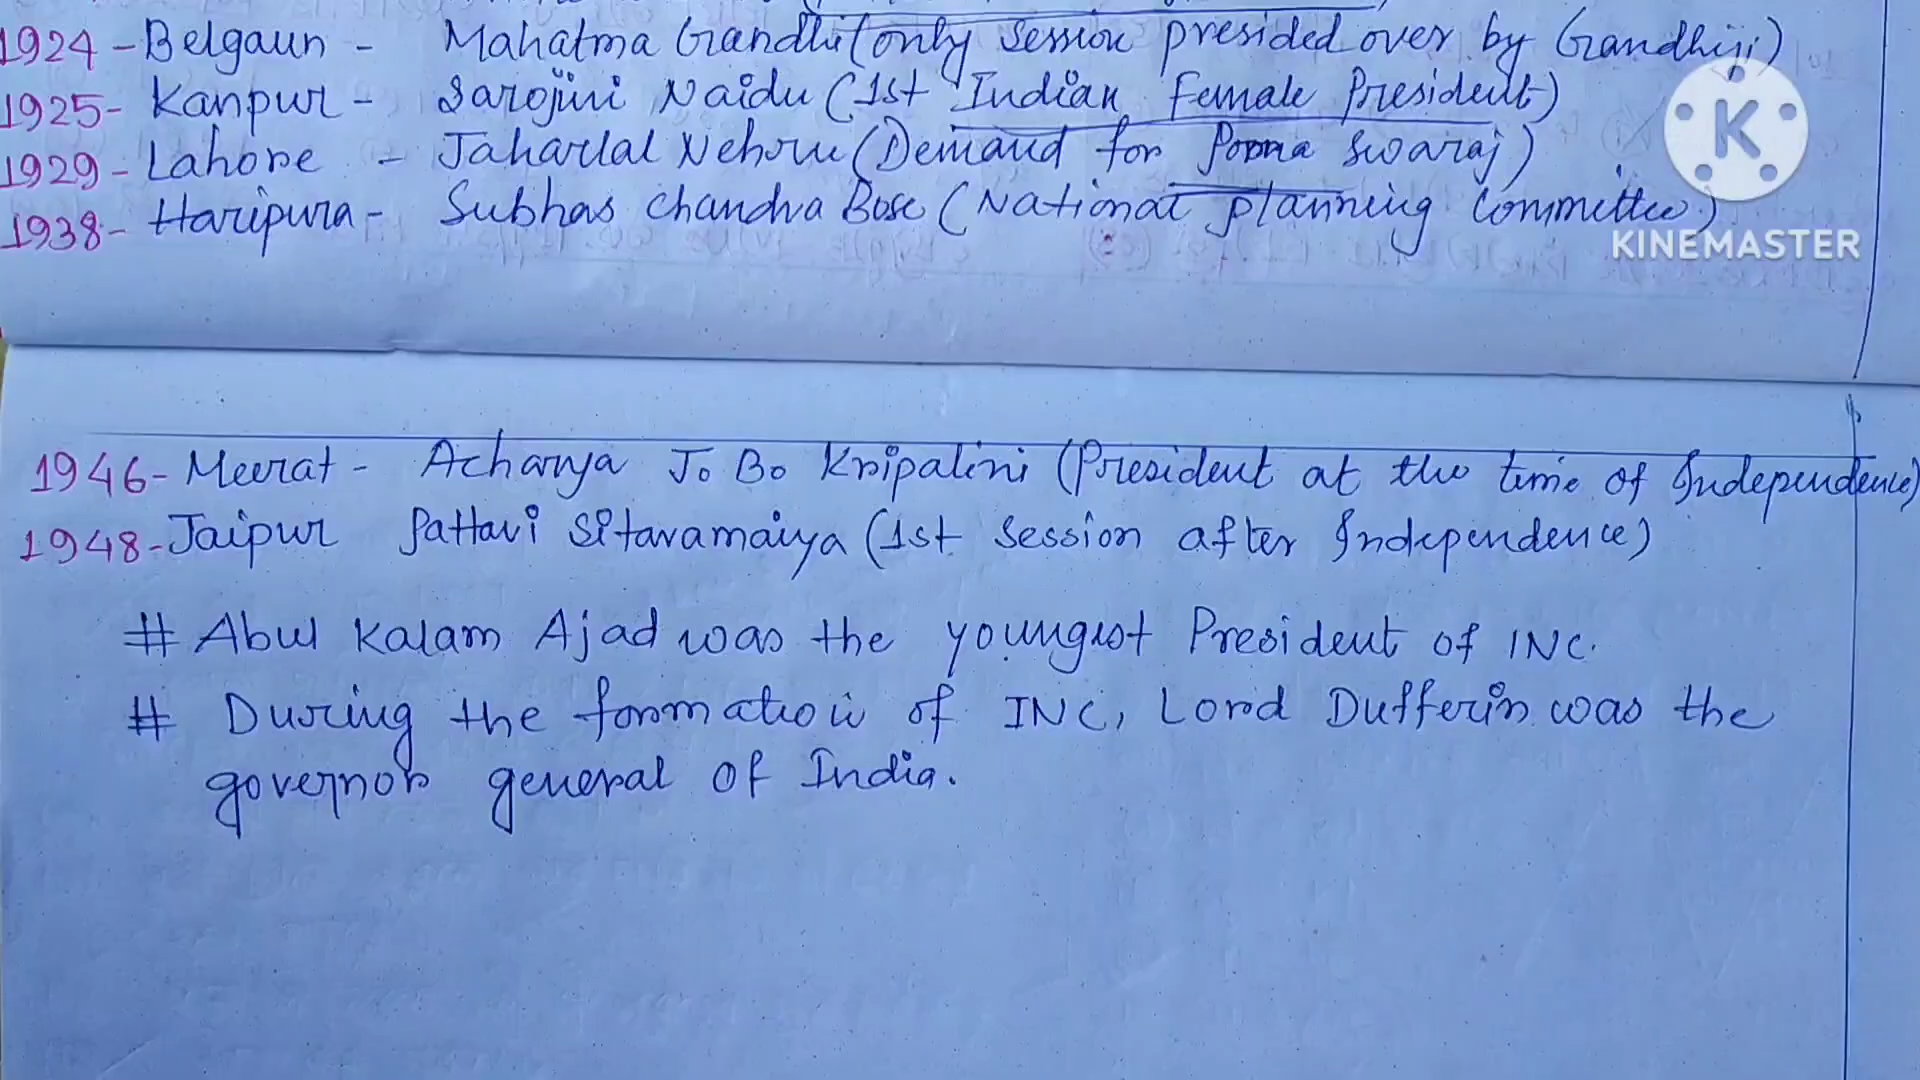 1924 - Belgaun - Mahatma Gandhi (only session presided over by Gandhiji)
1925 - Kanpur - Sarojini Naidu (1st Indian Female President)
1929 - Lahore - Jaharlal Nehru (Demand for Poorna Swaraj)
1938 - Haripura - Subhas Chandra Bose (National planning Committee)
KINEMASTER
1946 - Meerat - Acharya J. B. Kripalini (President at the time of Independence)
1948 - Jaipur Pattavi Sitavamaiya (1st Session after Independence)
# Abul Kalam Ajad was the youngest President of INC.
# During the formation of INC, Lord Dufferin was the
governor general of India.